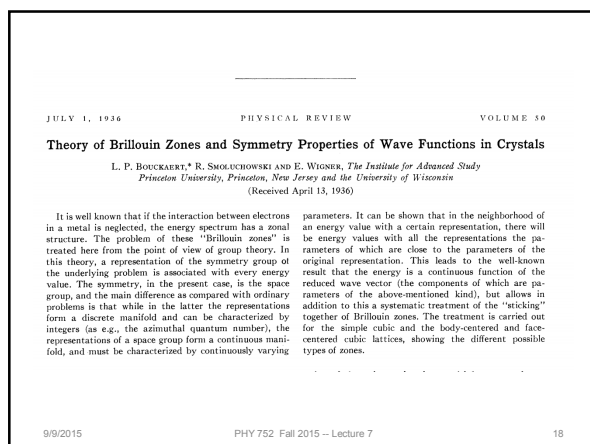 JULY 1, 1936 PHYSICAL REVIEW VOLUME 50
Theory of Brillouin Zones and Symmetry Properties of Wave Functions in Crystals
L. P. BOUCKAERT,* R. SMOLUCHOWSKI AND E. WIGNER, The Institute for Advanced Study
Princeton University, Princeton, New Jersey and the University of Wisconsin
(Received April 13, 1936)
It is well known that if the interaction between electrons
in a metal is neglected, the energy spectrum has a zonal
structure. The problem of these "Brillouin zones" is
treated here from the point of view of group theory. In
this theory, a representation of the symmetry group of
the underlying problem is associated with every energy
value. The symmetry, in the present case, is the space
group, and the main difference as compared with ordinary
problems is that while in the latter the representations
form a discrete manifold and can be characterized by
integers (as e.g., the azimuthal quantum number), the
representations of a space group form a continuous mani-
fold, and must be characterized by continuously varying
parameters. It can be shown that in the neighborhood of
an energy value with a certain representation, there will
be energy values with all the representations the pa-
rameters of which are close to the parameters of the
original representation. This leads to the well-known
result that the energy is a continuous function of the
reduced wave vector (the components of which are pa-
rameters of the above-mentioned kind), but allows in
addition to this a systematic treatment of the "sticking"
together of Brillouin zones. The treatment is carried out
for the simple cubic and the body-centered and face-
centered cubic lattices, showing the different possible
types of zones.
9/9/2015 PHY 752 Fall 2015 -- Lecture 7 18